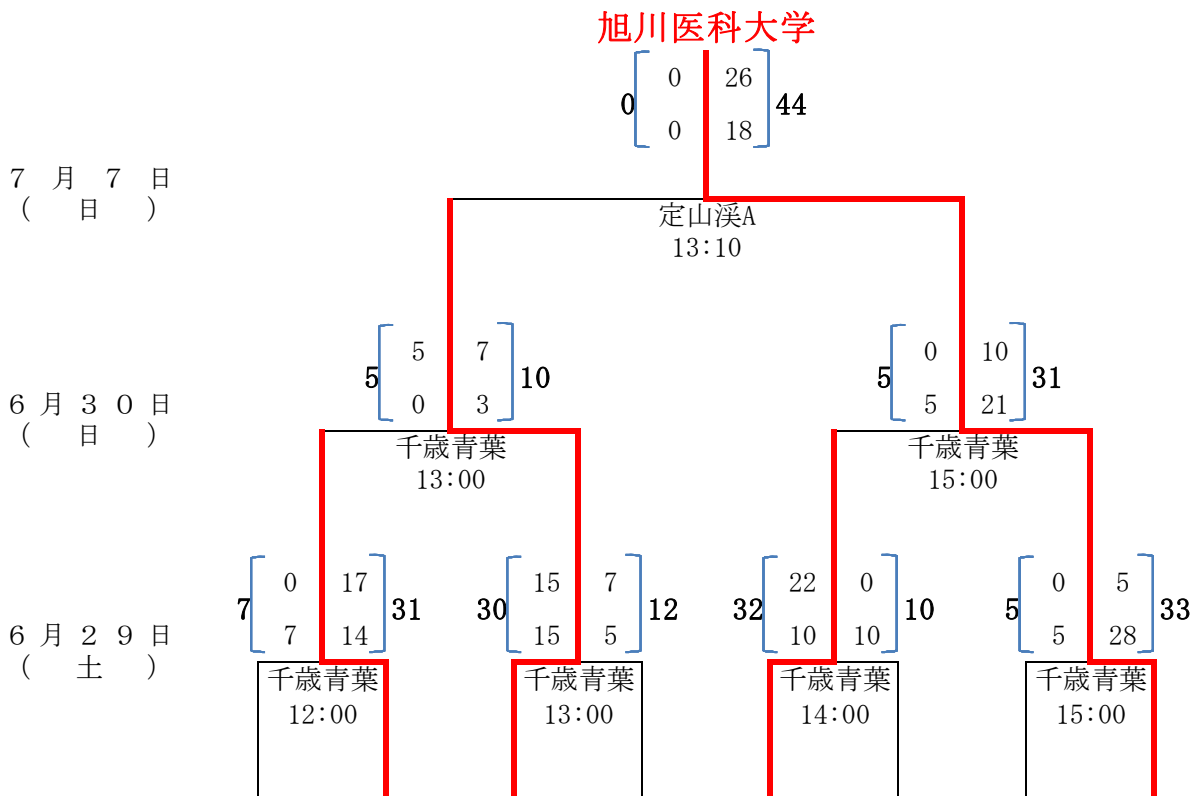 旭川医科大学
0 26
0 44
0 18
７月７日
（日）
定山渓A
13:10
5 7 0 10
5 10 5 31
0 3 5 21
６月３０日
（日）
千歳青葉 千歳青葉
13:00 15:00
0 17 15 7 22 0 0 5
7 31 30 12 32 10 5 33
7 14 15 5 10 10 5 28
６月２９日
（土）
千歳青葉 千歳青葉 千歳青葉 千歳青葉
12:00 13:00 14:00 15:00